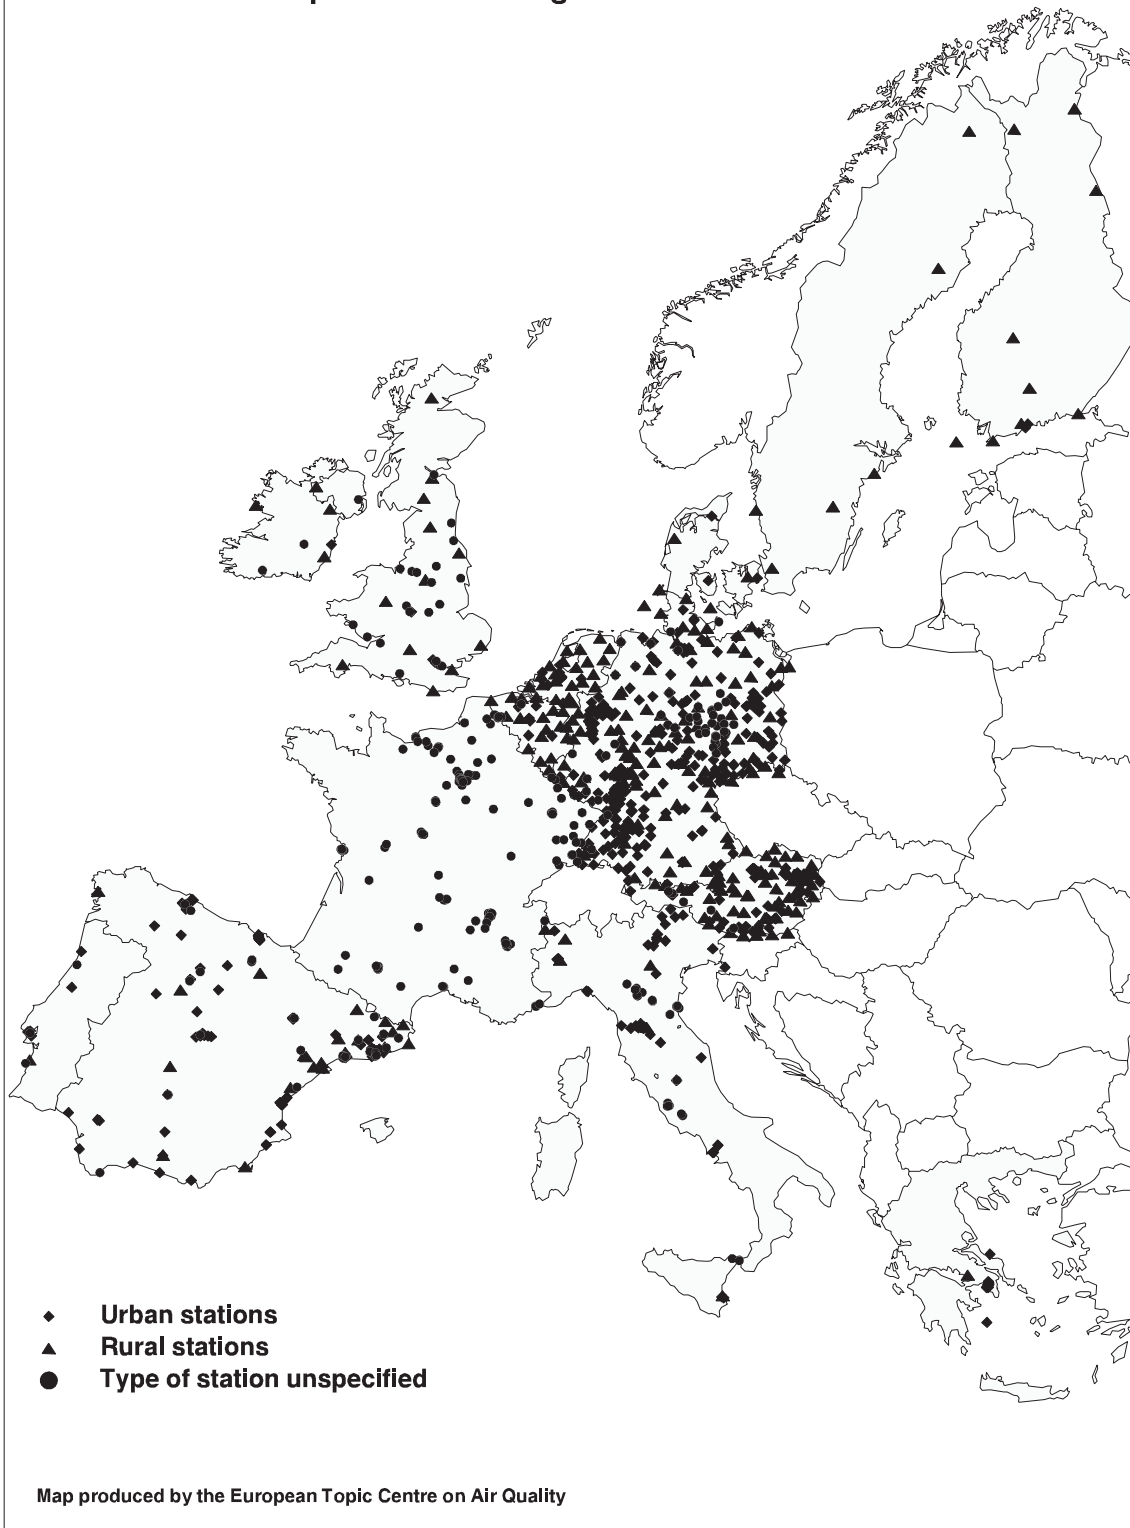 Urban stations
Rural stations
Type of station unspecified
Map produced by the European Topic Centre on Air Quality